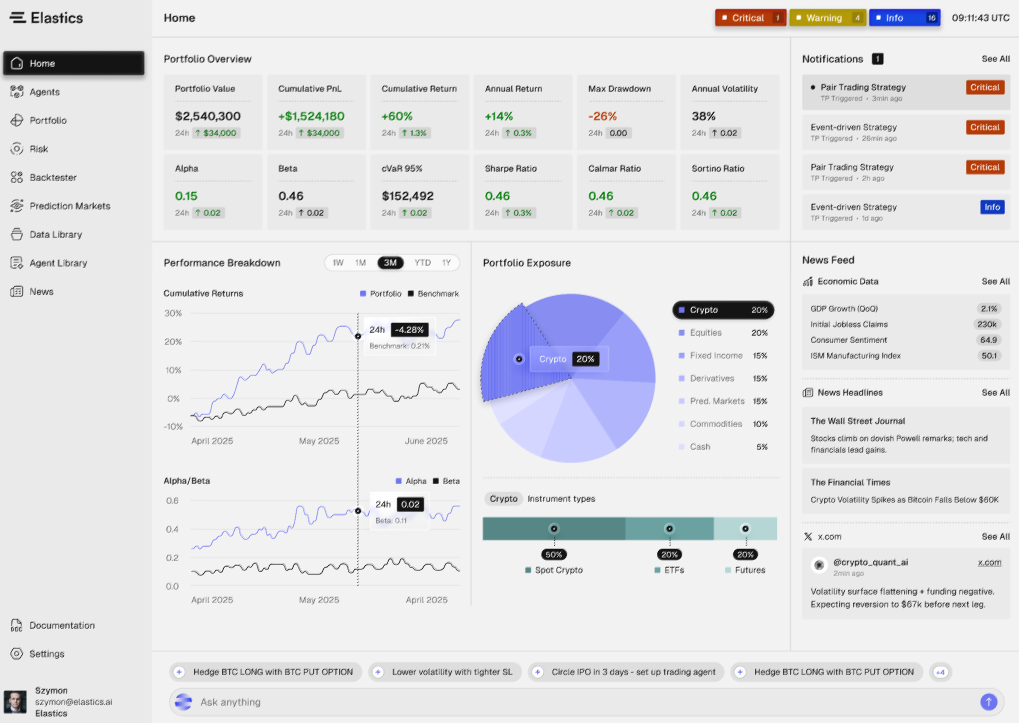 Elastics
Home
Agents
Portfolio
Risk
Backtester
Prediction Markets
Data Library
Agent Library
News
Documentation
Settings
Szymon
szymon@elastics.ai
Elastics
Home
Critical 1
Warning 4
Info 16
09:11:43 UTC
Portfolio Overview
Portfolio Value
$2,540,300
24h ↑ $34,000
Cumulative PnL
+$1,524,180
24h ↑ $34,000
Cumulative Return
+60%
24h ↑ 1.3%
Annual Return
+14%
24h ↑ 0.3%
Max Drawdown
-26%
24h 0.00
Annual Volatility
38%
24h ↑ 0.02
Alpha
0.15
24h ↑ 0.02
Beta
0.46
24h ↑ 0.02
cVaR 95%
$152,492
24h ↑ 0.02
Sharpe Ratio
0.46
24h ↑ 0.3%
Calmar Ratio
0.46
24h ↑ 0.02
Sortino Ratio
0.46
24h ↑ 0.02
Performance Breakdown
1W 1M 3M YTD 1Y
Cumulative Returns
Portfolio Benchmark
30%
20%
10%
0%
-10%
24h -4.28%
Benchmark: 0.21%
April 2025 May 2025 June 2025
Alpha/Beta
Alpha Beta
0.6
0.4
0.2
0.0
24h 0.02
Beta: 0.11
April 2025 May 2025 April 2025
Portfolio Exposure
Crypto 20%
Crypto 20%
Equities 20%
Fixed Income 15%
Derivatives 15%
Pred. Markets 15%
Commodities 10%
Cash 5%
Crypto Instrument types
50% 20% 20%
Spot Crypto ETFs Futures
Notifications 1 See All
Pair Trading Strategy Critical
TP Triggered • 3min ago
Event-driven Strategy Critical
TP Triggered • 26min ago
Pair Trading Strategy Critical
TP Triggered • 2h ago
Event-driven Strategy Info
TP Triggered • 1d ago
News Feed
Economic Data See All
GDP Growth (QoQ) 2.1%
Initial Jobless Claims 230k
Consumer Sentiment 64.9
ISM Manufacturing Index 50.1
News Headlines See All
The Wall Street Journal
Stocks climb on dovish Powell remarks; tech and
financials lead gains.
The Financial Times
Crypto Volatility Spikes as Bitcoin Falls Below $60K
x.com See All
@crypto_quant_ai x.com
2min ago
Volatility surface flattening + funding negative.
Expecting reversion to $67k before next leg.
Hedge BTC LONG with BTC PUT OPTION
Lower volatility with tighter SL
Circle IPO in 3 days - set up trading agent
Hedge BTC LONG with BTC PUT OPTION
+4
Ask anything